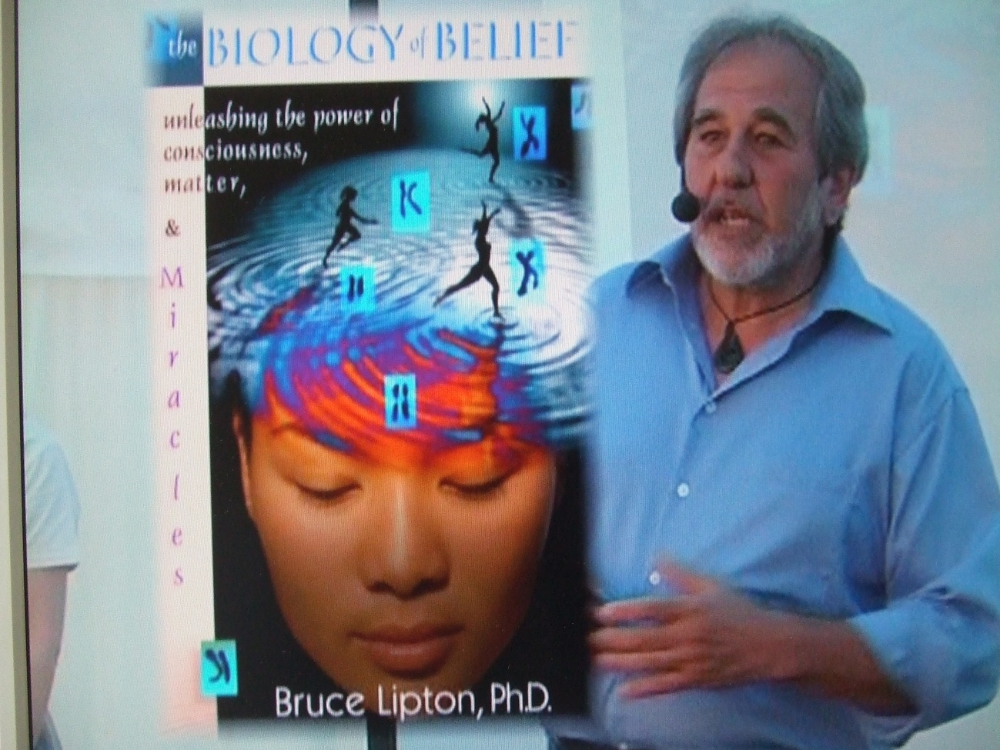 the BIOLOGY of BELIEF
unleashing the power of
consciousness,
matter,
&
Miracles
Bruce Lipton, Ph.D.